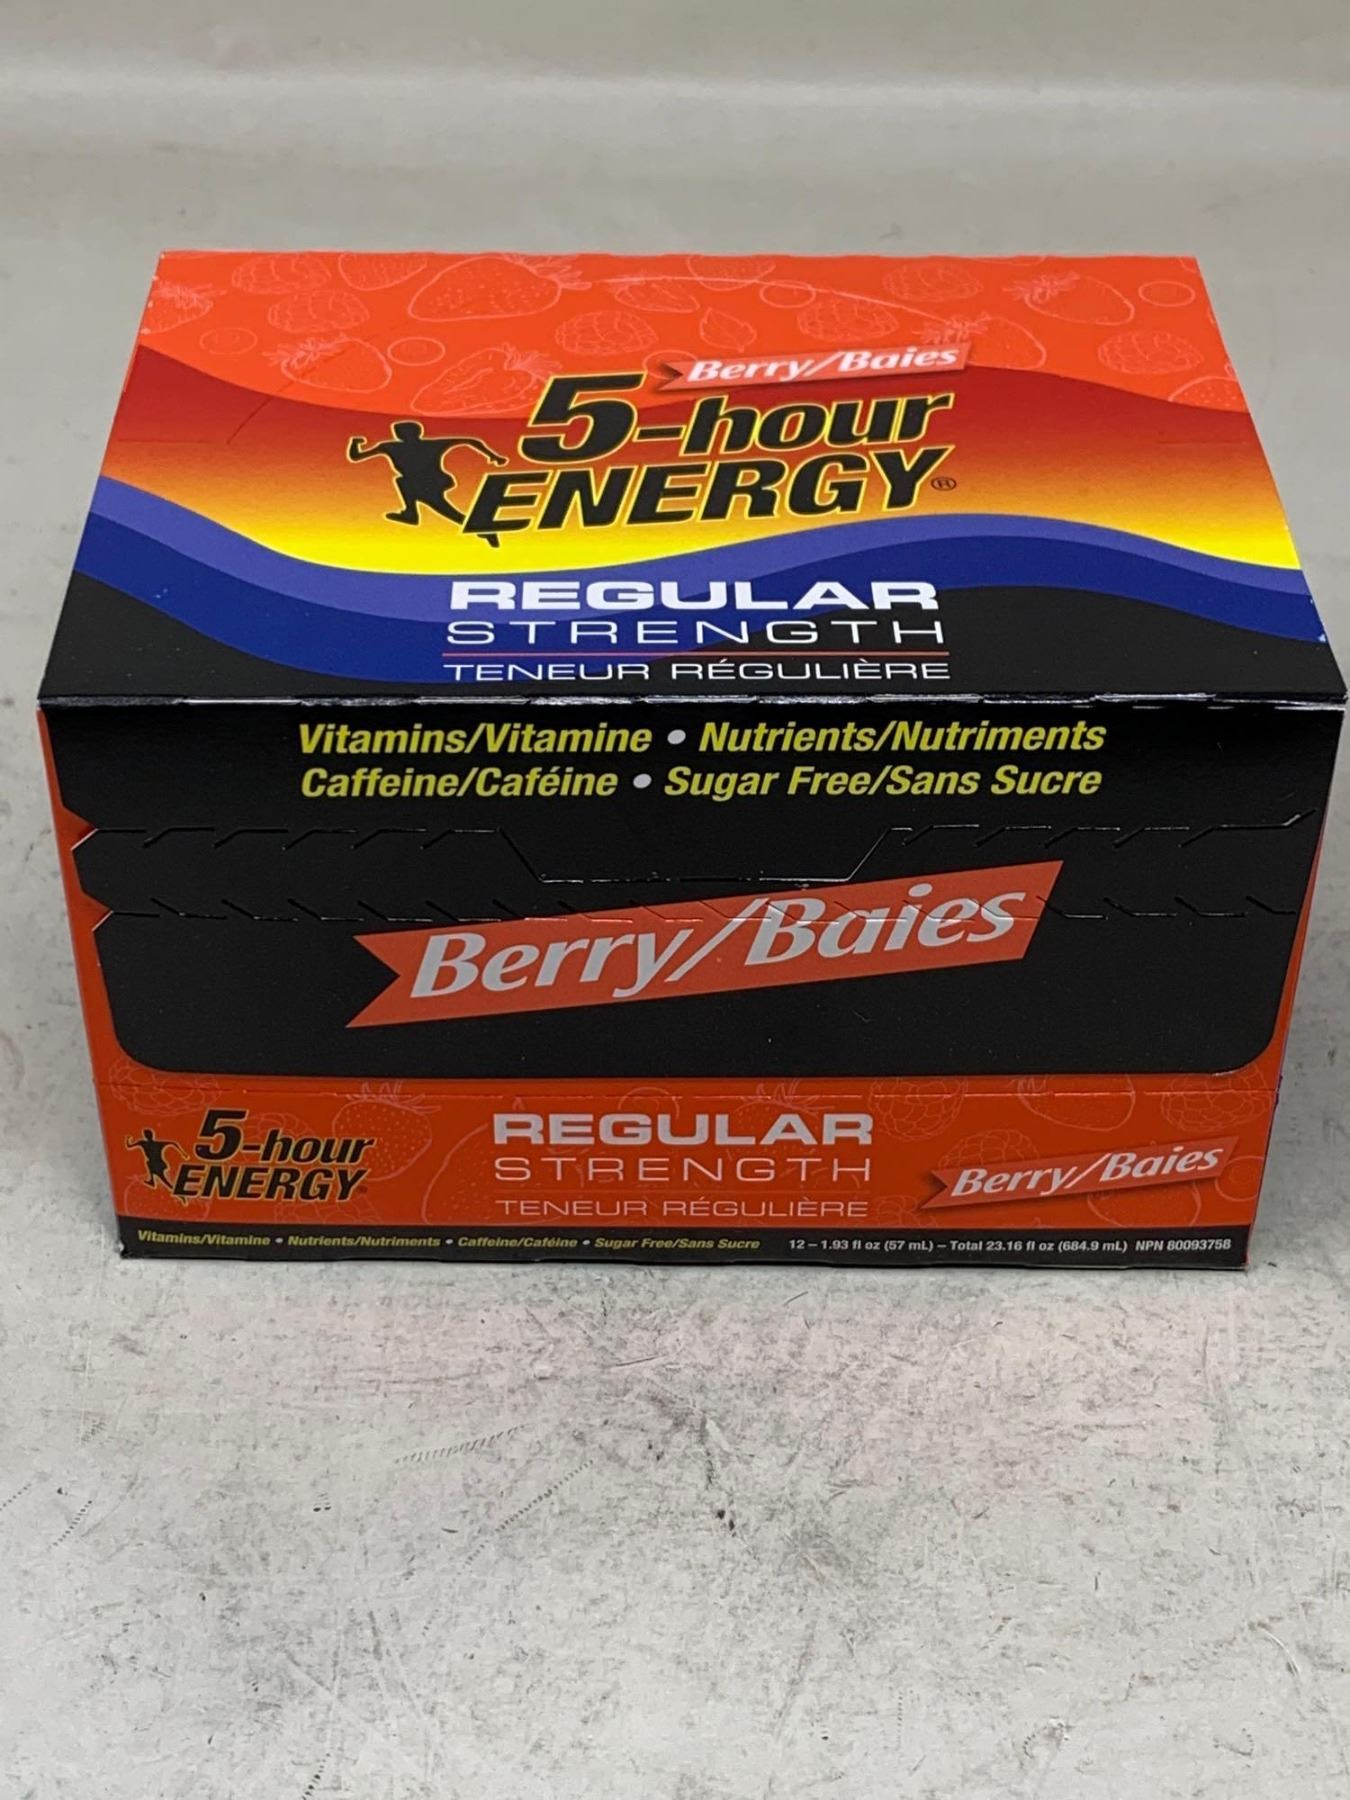 Berry/Baies
5-hour
ENERGY®
REGULAR
STRENGTH
TENEUR RÉGULIÈRE
Vitamins/Vitamine • Nutrients/Nutriments
Caffeine/Caféine • Sugar Free/Sans Sucre
Berry/Baies
5-hour
ENERGY
REGULAR
STRENGTH
TENEUR RÉGULIÈRE
Berry/Baies
Vitamins/Vitamine • Nutrients/Nutriments • Caffeine/Caféine • Sugar Free/Sans Sucre 12 – 1.93 fl oz (57 mL) – Total 23.16 fl oz (684.9 mL) NPN 80093758